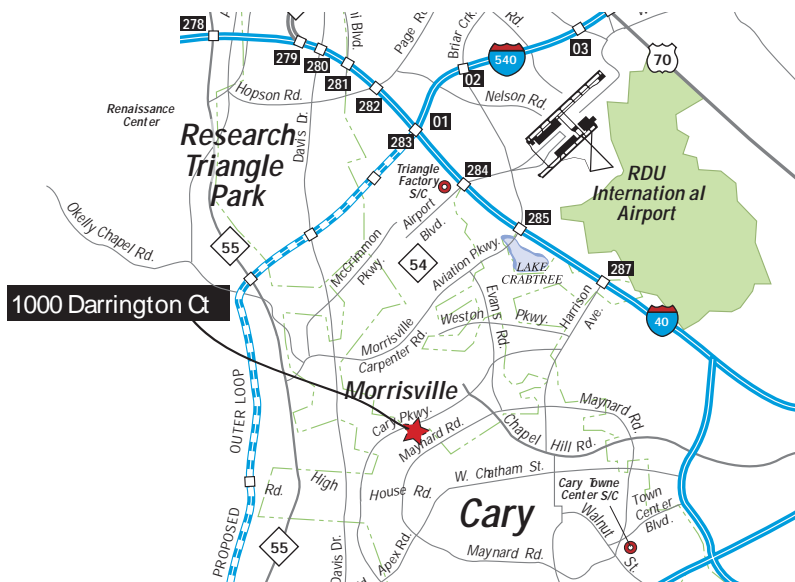 278
Page Rd.
Briar Crk.
Rd.
03
279
280
281
282
Blvd.
540
02
70
Hopson Rd.
Nelson Rd.
Renaissance
Center
Research
Triangle
Park
Davis Dr.
01
283
Triangle
Factory
S/C
284
RDU
Internation al
Airport
Okelly Chapel Rd.
55
McCrimmon
Pkwy.
Airport
Blvd.
54
285
Aviation Pkwy.
LAKE
CRABTREE
287
1000 Darrington Ct
Evans Rd.
Weston Pkwy.
Harrison
Ave.
40
Morrisville
Carpenter Rd.
OUTER LOOP
Morrisville
Cary Pkwy.
Maynard Rd.
Maynard Rd.
Chapel Hill Rd.
High House Rd.
Rd.
W. Chatham St.
Cary Towne
Center S/C
Town
Center
Blvd.
Cary
Walnut St.
PROPOSED
55
Davis Dr.
Apex Rd.
Maynard Rd.